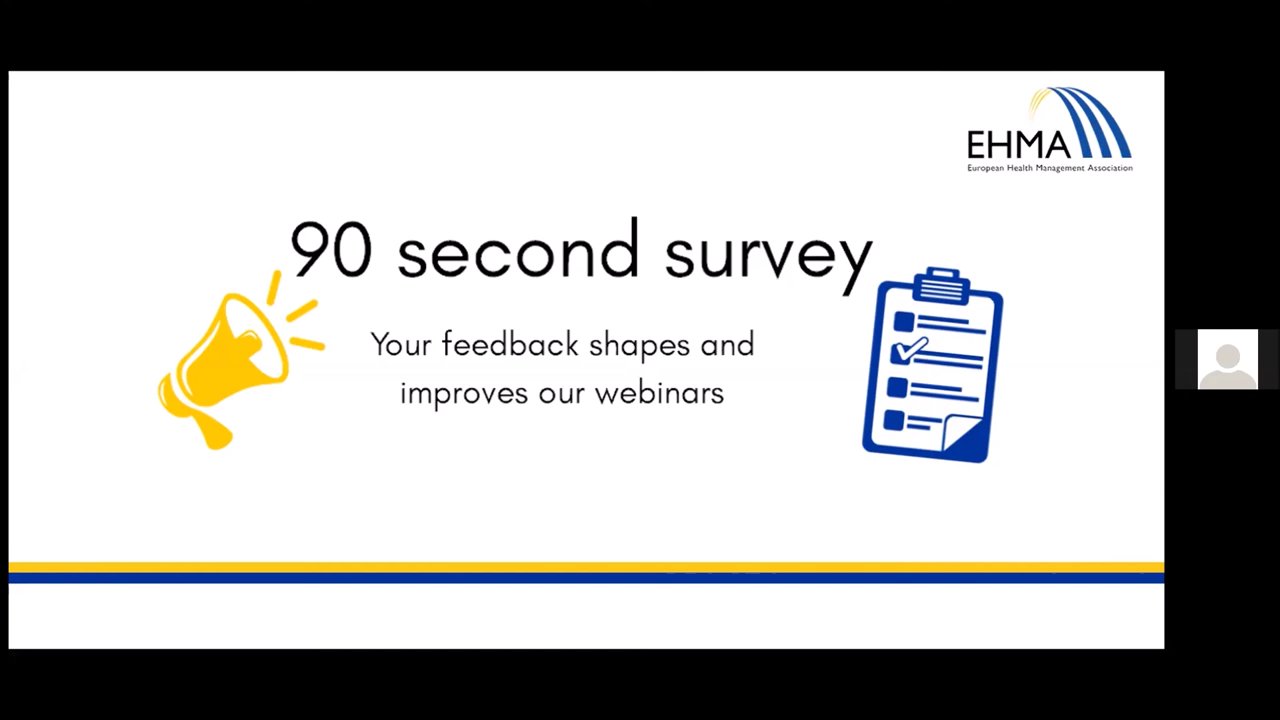 EHMA
European Health Management Association
90 second survey
Your feedback shapes and
improves our webinars